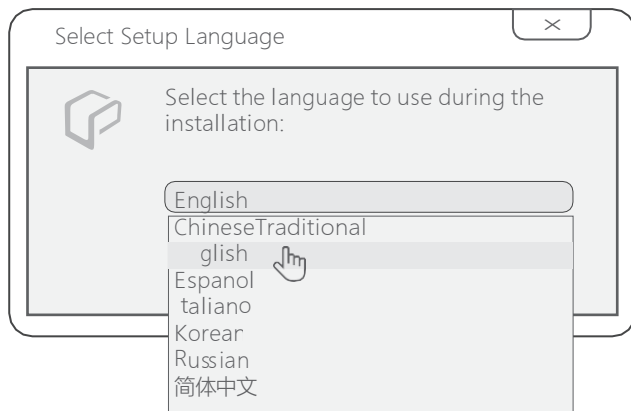 Select Setup Language
Select the language to use during the
installation:
English
ChineseTraditional
glish
Espanol
taliano
Korear
Russian
简体中文